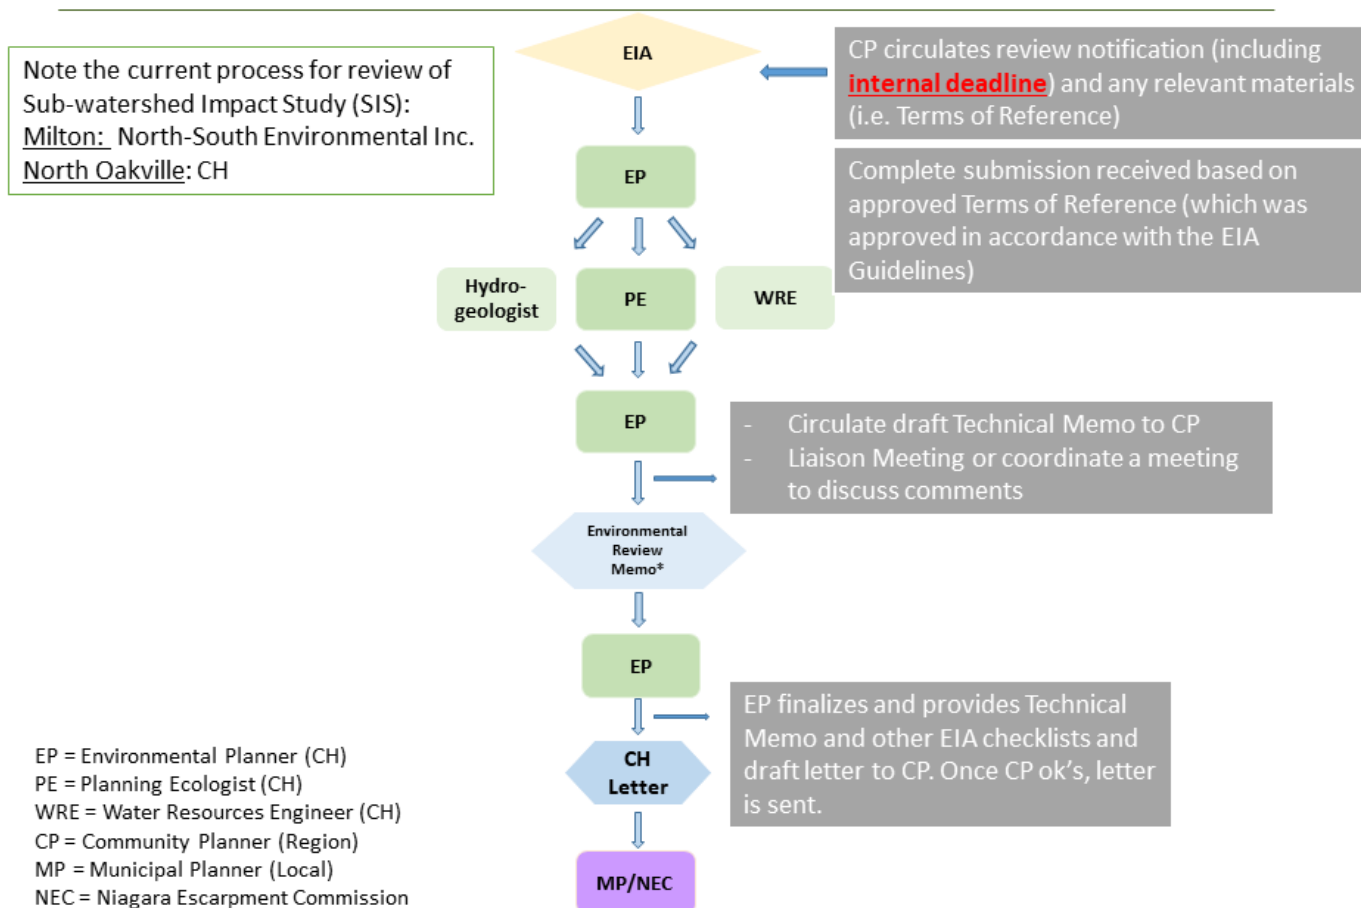 EIA
CP circulates review notification (including
internal deadline) and any relevant materials
(i.e. Terms of Reference)
Note the current process for review of
Sub-watershed Impact Study (SIS):
Milton: North-South Environmental Inc.
North Oakville: CH
EP
Complete submission received based on
approved Terms of Reference (which was
approved in accordance with the EIA
Guidelines)
Hydro-
geologist
PE
WRE
EP
- Circulate draft Technical Memo to CP
- Liaison Meeting or coordinate a meeting
to discuss comments
Environmental
Review
Memo*
EP
EP finalizes and provides Technical
Memo and other EIA checklists and
draft letter to CP. Once CP ok's, letter
is sent.
CH
Letter
MP/NEC
EP = Environmental Planner (CH)
PE = Planning Ecologist (CH)
WRE = Water Resources Engineer (CH)
CP = Community Planner (Region)
MP = Municipal Planner (Local)
NEC = Niagara Escarpment Commission